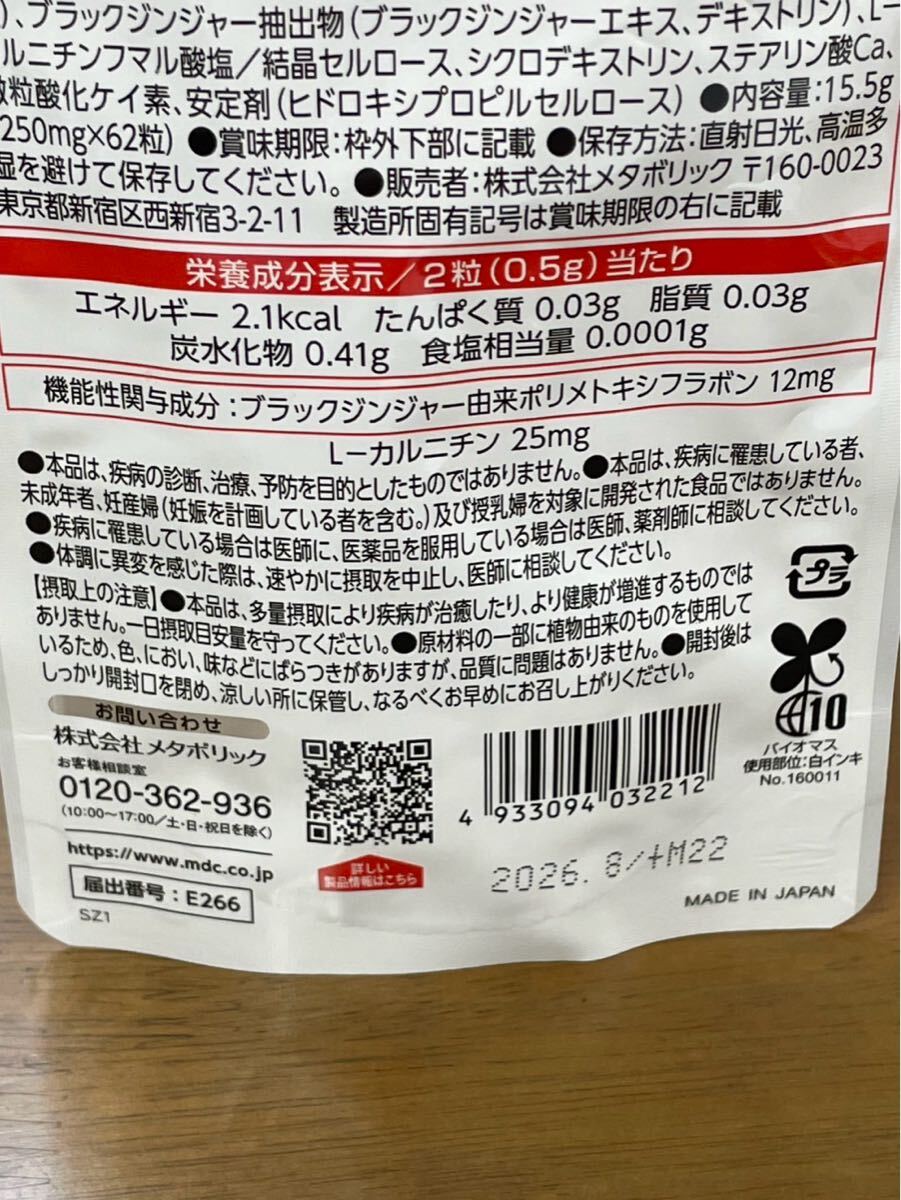 )、ブラックジンジャー抽出物(ブラックジンジャーエキス、デキストリン)、L-
ルニチンフマル酸塩/結晶セルロース、シクロデキストリン、ステアリン酸Ca、
粒酸化ケイ素、安定剤(ヒドロキシプロピルセルロース) ●内容量:15.5g
250mg×62粒) ●賞味期限:枠外下部に記載 ●保存方法:直射日光、高温多
湿を避けて保存してください。 ●販売者:株式会社メタボリック 〒160-0023
東京都新宿区西新宿3-2-11 製造所固有記号は賞味期限の右に記載
栄養成分表示/2粒(0.5g)当たり
エネルギー 2.1kcal たんぱく質 0.03g 脂質 0.03g
炭水化物 0.41g 食塩相当量 0.0001g
機能性関与成分:ブラックジンジャー由来ポリメトキシフラボン 12mg
L-カルニチン 25mg
●本品は、疾病の診断、治療、予防を目的としたものではありません。●本品は、疾病に罹患している者、
未成年者、妊産婦(妊娠を計画している者を含む。)及び授乳婦を対象に開発された食品ではありません。
●疾病に罹患している場合は医師に、医薬品を服用している場合は医師、薬剤師に相談してください。
●体調に異変を感じた際は、速やかに摂取を中止し、医師に相談してください。
【摂取上の注意】●本品は、多量摂取により疾病が治癒したり、より健康が増進するものでは
ありません。一日摂取目安量を守ってください。●原材料の一部に植物由来のものを使用して
いるため、色、におい、味などにばらつきがありますが、品質に問題はありません。●開封後は
しっかり開封口を閉め、涼しい所に保管し、なるべくお早めにお召し上がりください。
プラ
10
バイオマス
使用部位:白インキ
No.160011
お問い合わせ
株式会社メタボリック
お客様相談室
0120-362-936
(10:00〜17:00/土・日・祝日を除く)
https://www.mdc.co.jp
届出番号:E266
SZ1
詳しい
製品情報はこちら
4 933094 032212
2026. 8/+M22
MADE IN JAPAN